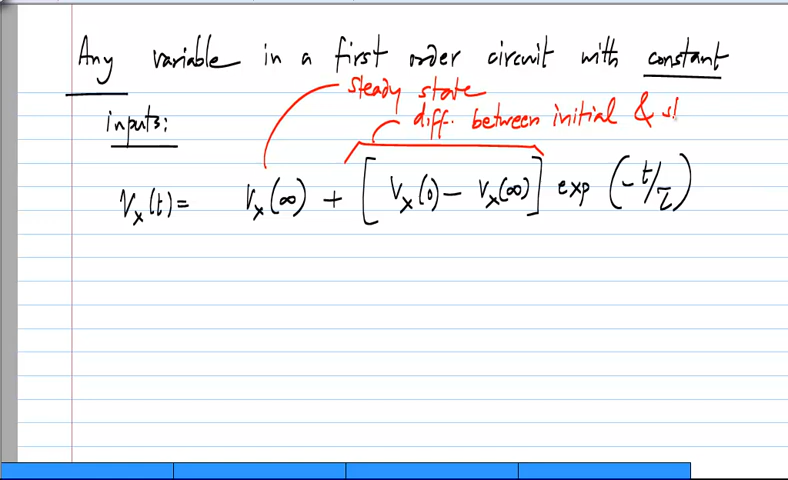 Any variable in a first order circuit with constant
steady state
inputs:
diff. between initial &
Vx(t) = Vx(∞) + [Vx(0) - Vx(∞)] exp (-t/τ)